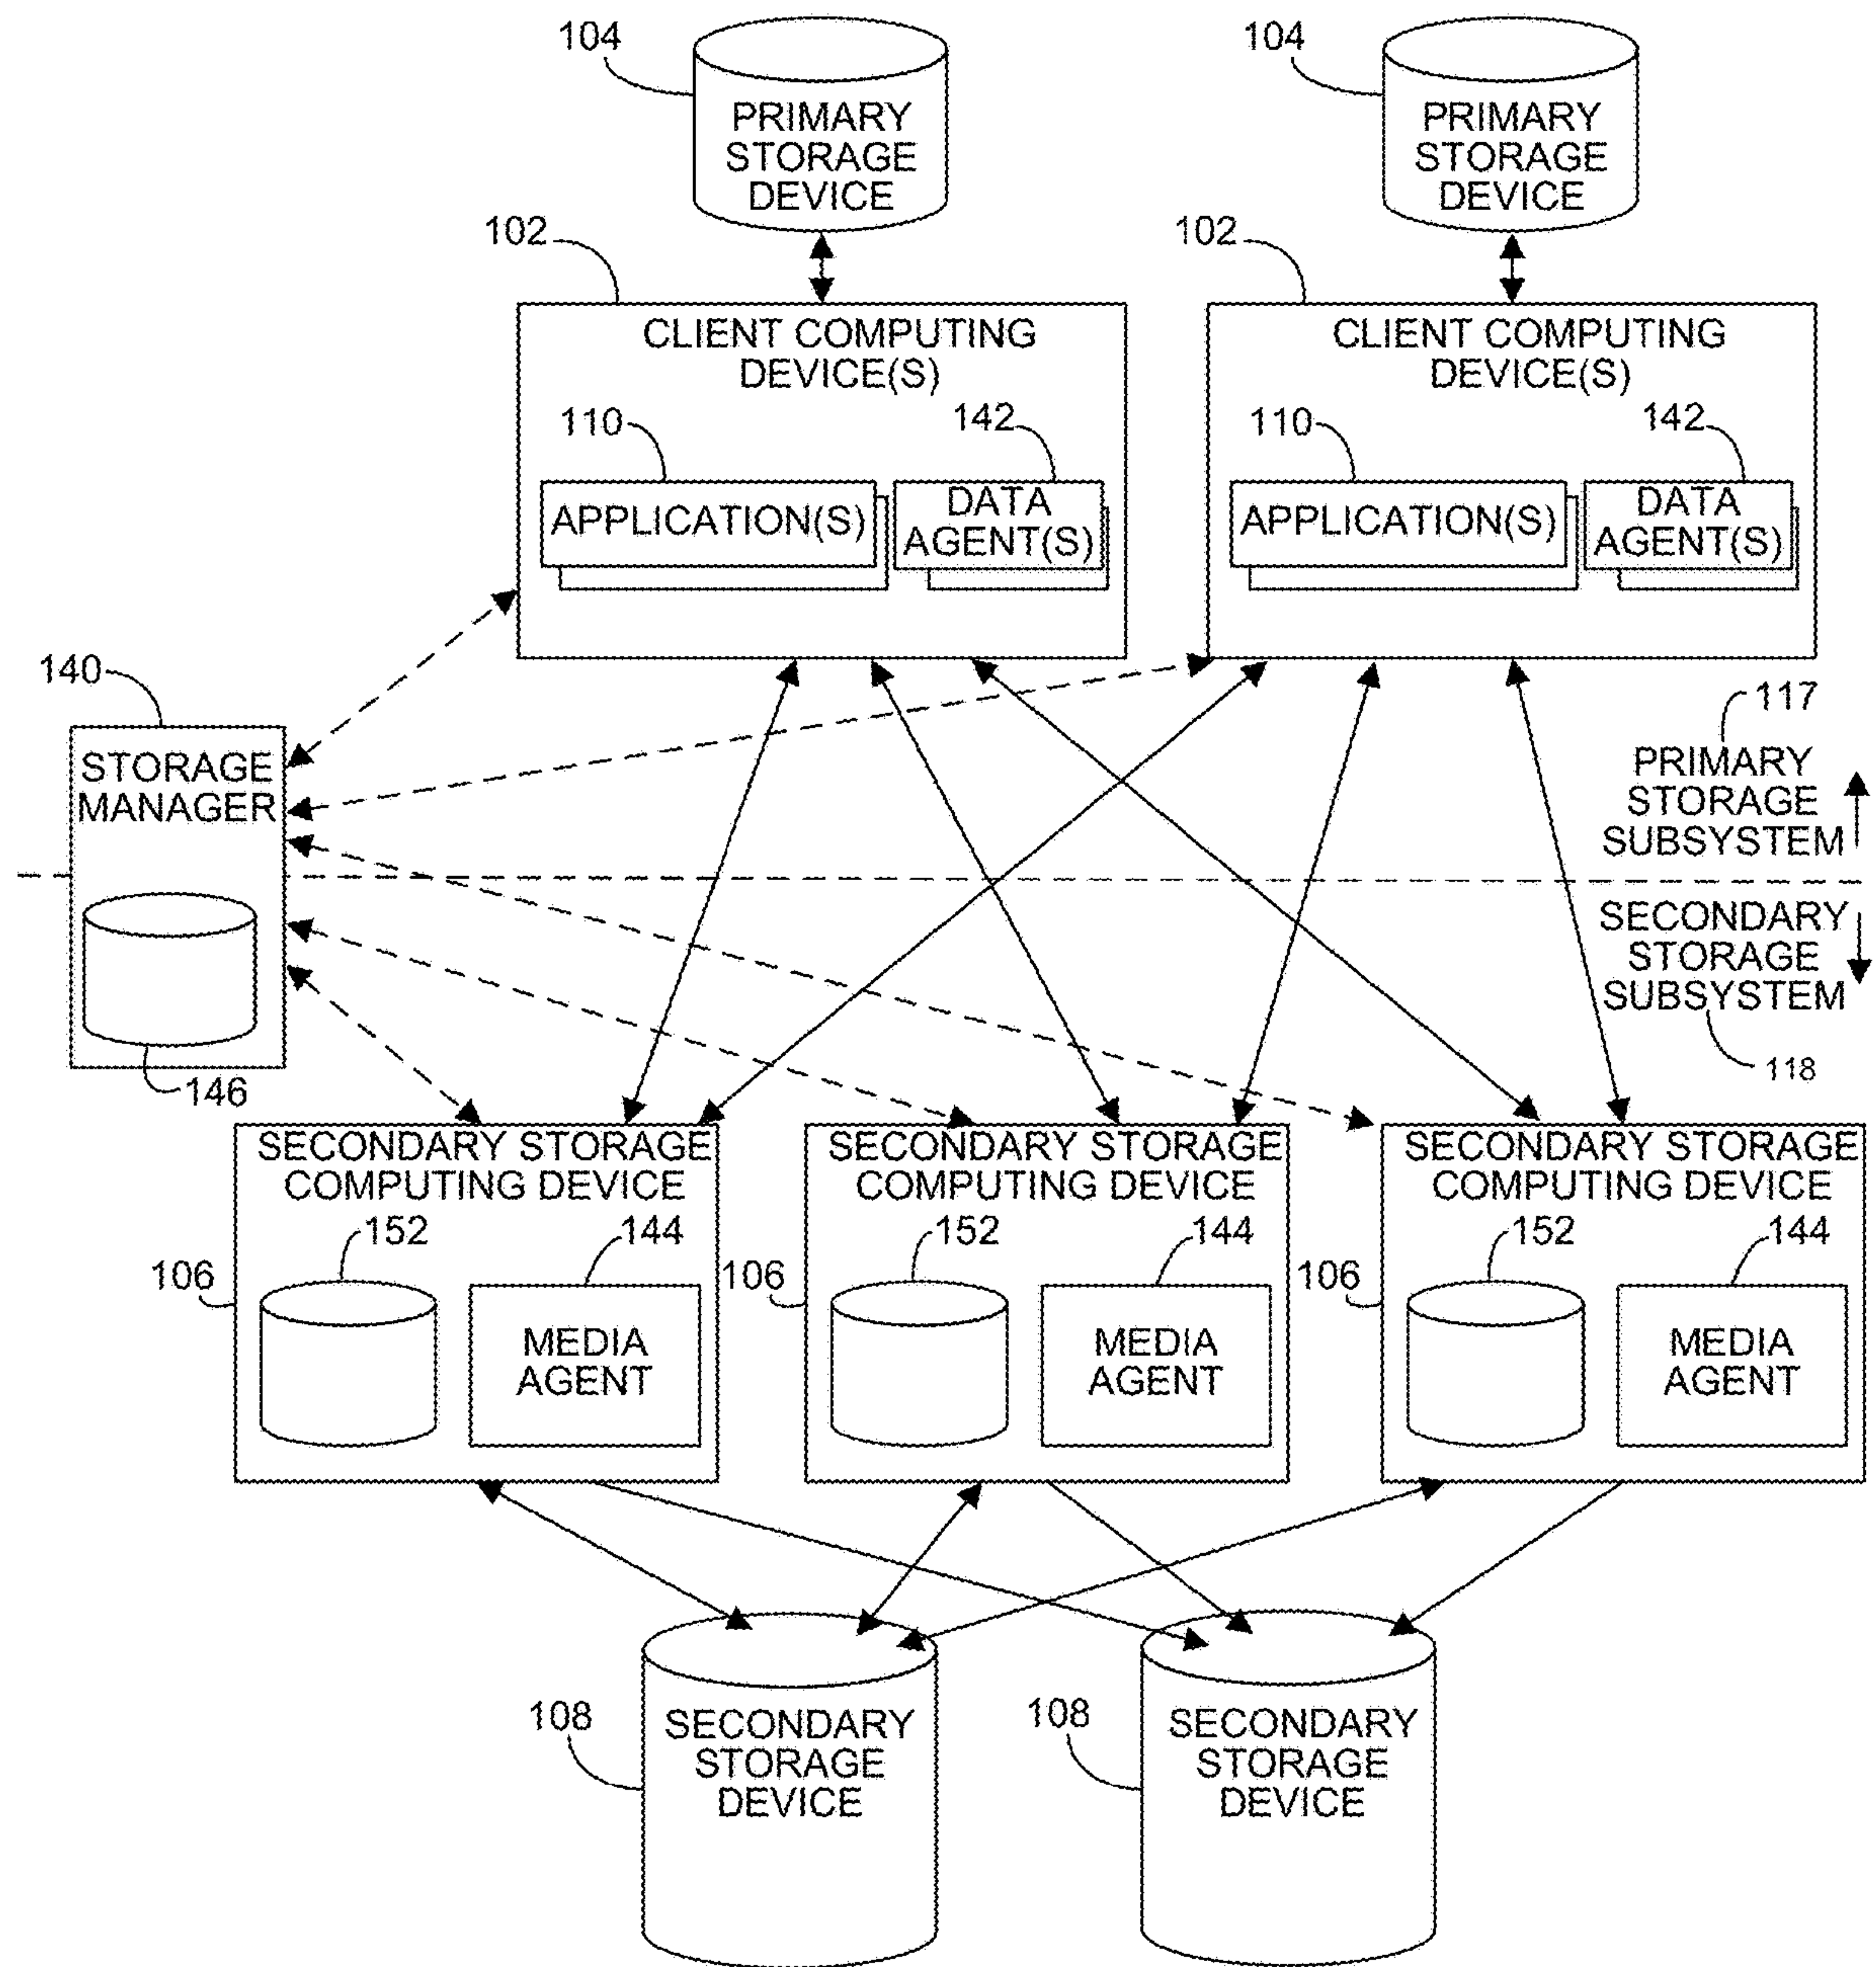 104
104
PRIMARY
STORAGE
DEVICE
PRIMARY
STORAGE
DEVICE
102
102
CLIENT COMPUTING
DEVICE(S)
CLIENT COMPUTING
DEVICE(S)
110
142
110
142
APPLICATION(S)
DATA
AGENT(S)
APPLICATION(S)
DATA
AGENT(S)
140
STORAGE
MANAGER
146
117
PRIMARY
STORAGE
SUBSYSTEM
SECONDARY
STORAGE
SUBSYSTEM
118
SECONDARY STORAGE
COMPUTING DEVICE
152
144
106
MEDIA
AGENT
SECONDARY STORAGE
COMPUTING DEVICE
152
144
106
MEDIA
AGENT
SECONDARY STORAGE
COMPUTING DEVICE
152
144
106
MEDIA
AGENT
108
SECONDARY
STORAGE
DEVICE
108
SECONDARY
STORAGE
DEVICE